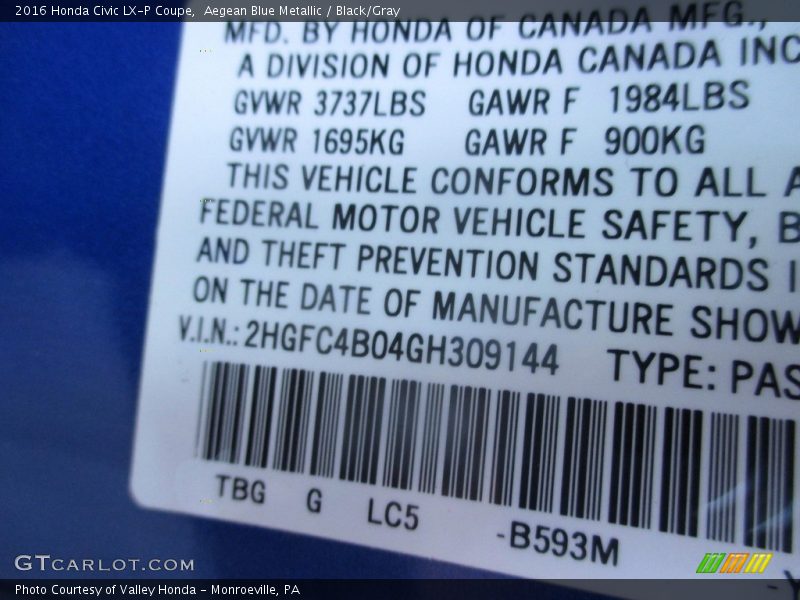 2016 Honda Civic LX-P Coupe, Aegean Blue Metallic / Black/Gray
MFD. BY HONDA OF CANADA MFG.,
A DIVISION OF HONDA CANADA INC
GVWR 3737LBS GAWR F 1984LBS
GVWR 1695KG GAWR F 900KG
THIS VEHICLE CONFORMS TO ALL A
FEDERAL MOTOR VEHICLE SAFETY, B
AND THEFT PREVENTION STANDARDS I
ON THE DATE OF MANUFACTURE SHOW
V.I.N.: 2HGFC4B04GH309144 TYPE: PAS
TBG G LC5 -B593M
GTCARLOT.COM
Photo Courtesy of Valley Honda - Monroeville, PA